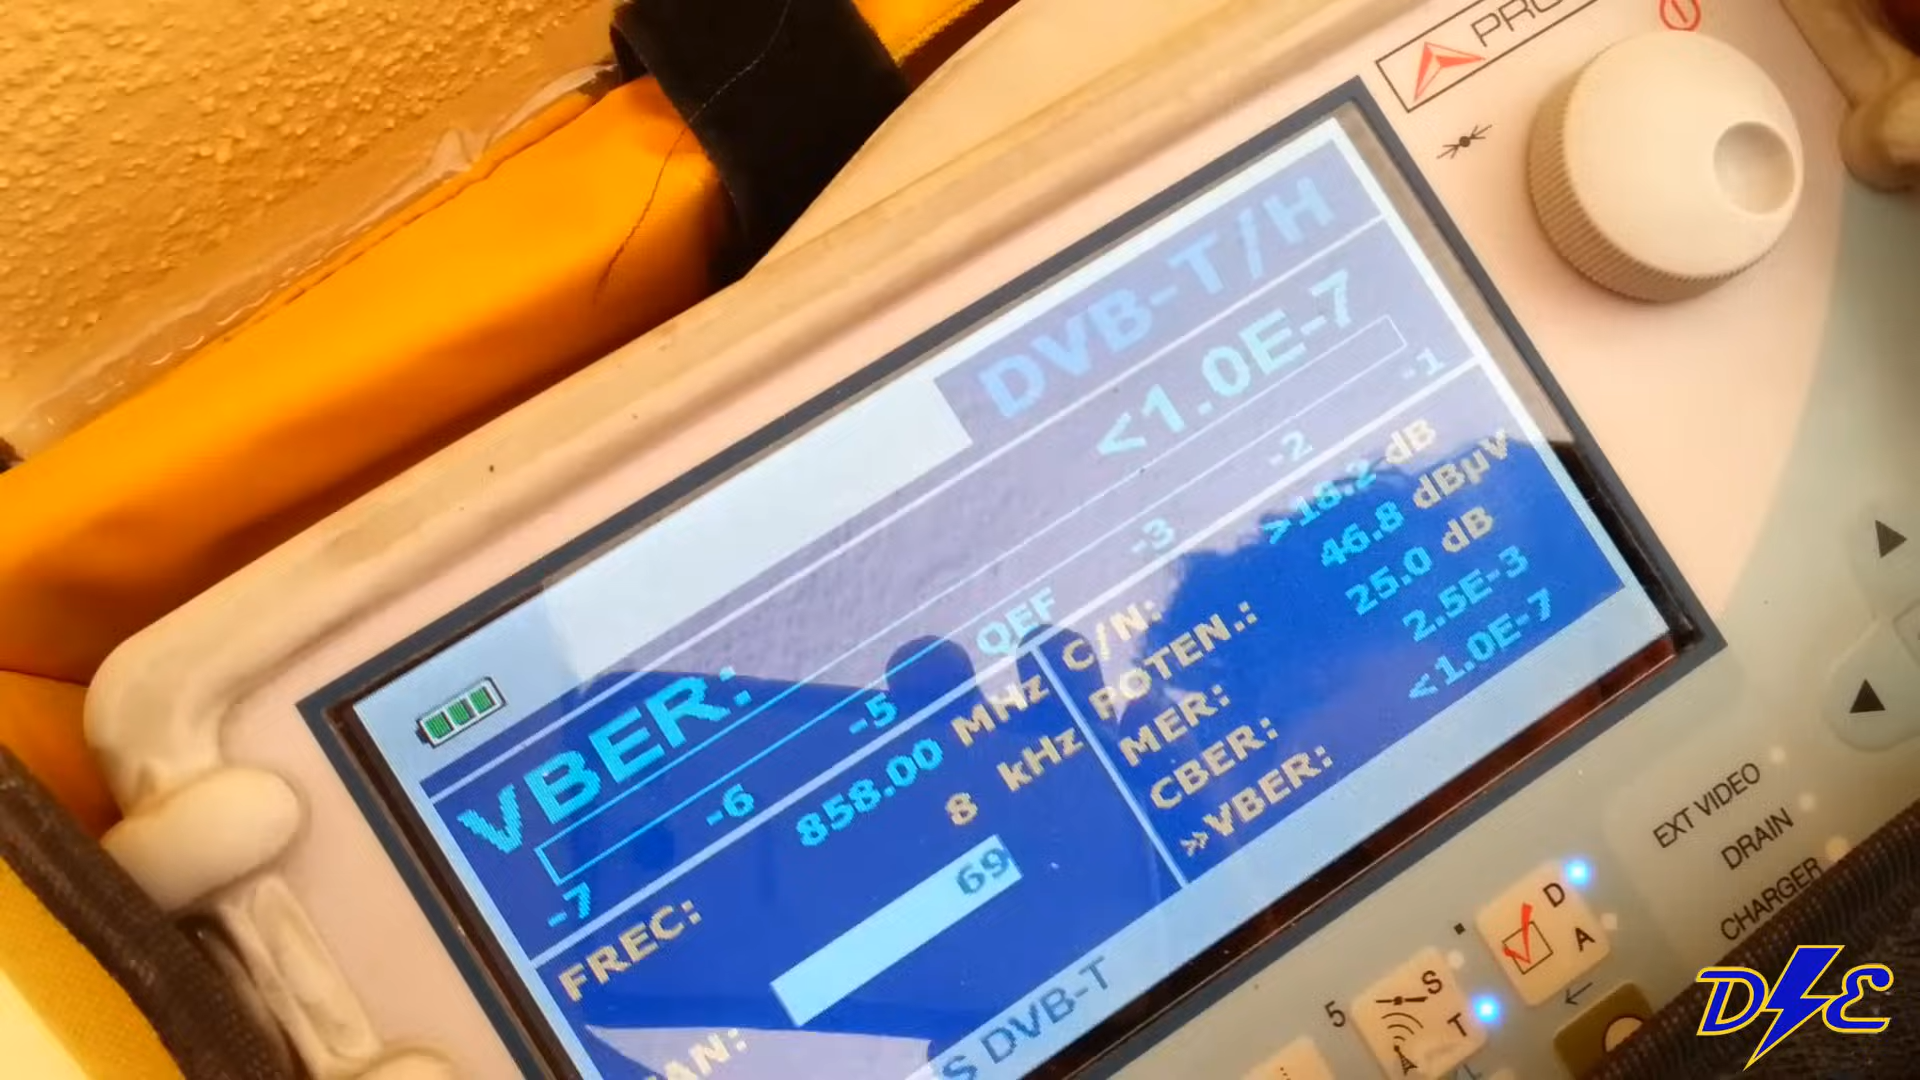 DVB-T/H
VBER: <1.0E-7
-7 -6 -5 QEF -3 -2 -1
FREC: 858.00 MHz
8 kHz
69
C/N: >18.2 dB
POTEN.: 46.8 dBµV
MER: 25.0 dB
CBER: 2.5E-3
»VBER: <1.0E-7
DVB-T
EXT VIDEO
DRAIN
CHARGER
D
A
5
S
T
DE